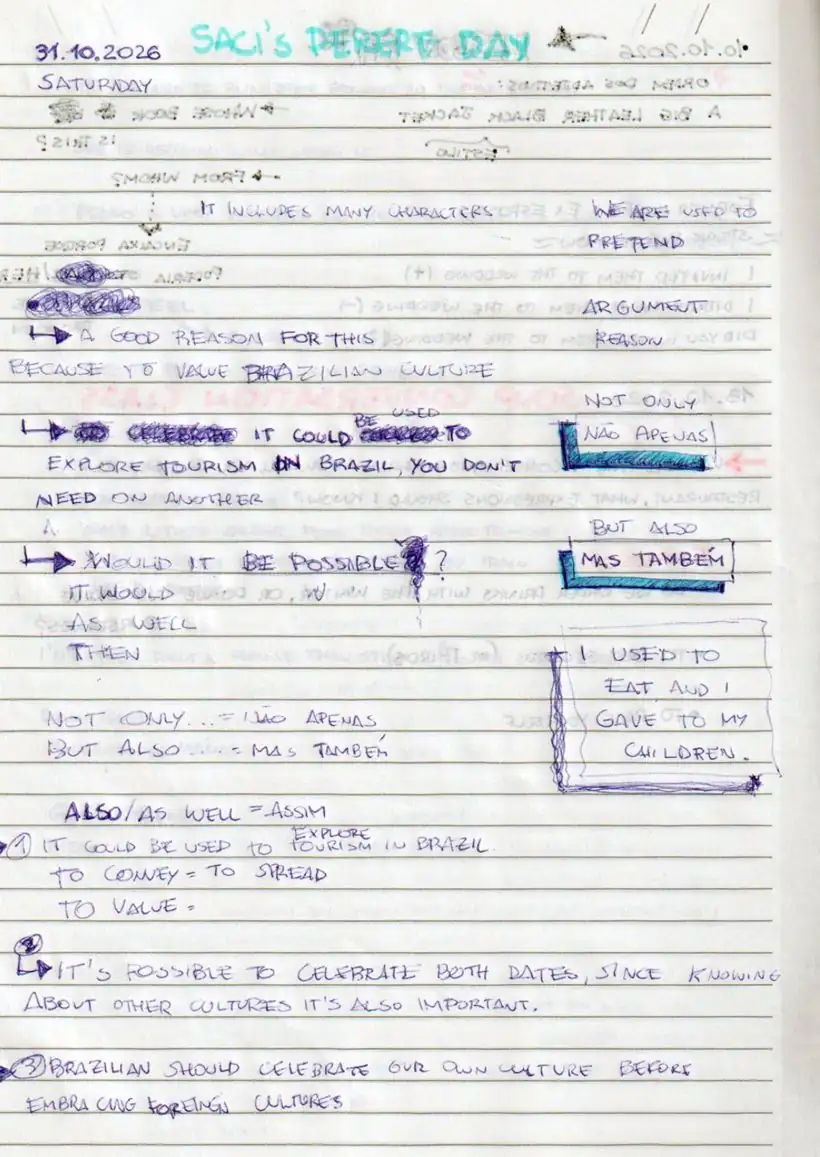 31.10.2026 SACI'S PERERÊ DAY
SATURDAY
IT INCLUDES MANY CHARACTERS
WE ARE USED TO
PRETEND
ARGUMENT
REASON
A GOOD REASON FOR THIS
BECAUSE TO VALUE BRAZILIAN CULTURE
NOT ONLY
NÃO APENAS
BE USED
IT COULD TO
EXPLORE TOURISM IN BRAZIL, YOU DON'T
NEED ON ANOTHER
BUT ALSO
MAS TAMBÉM
WOULD IT BE POSSIBLE ?
IT WOULD
AS WELL
THEN
I USED TO
EAT AND I
GAVE TO MY
CHILDREN.
NOT ONLY... = NÃO APENAS
BUT ALSO... = MAS TAMBÉM
ALSO/AS WELL = ASSIM
EXPLORE
1 IT COULD BE USED TO TOURISM IN BRAZIL.
TO CONVEY = TO SPREAD
TO VALUE =
2
IT'S POSSIBLE TO CELEBRATE BOTH DATES, SINCE KNOWING
ABOUT OTHER CULTURES IT'S ALSO IMPORTANT.
3 BRAZILIAN SHOULD CELEBRATE OUR OWN CULTURE BEFORE
EMBRACING FOREINGN CULTURES